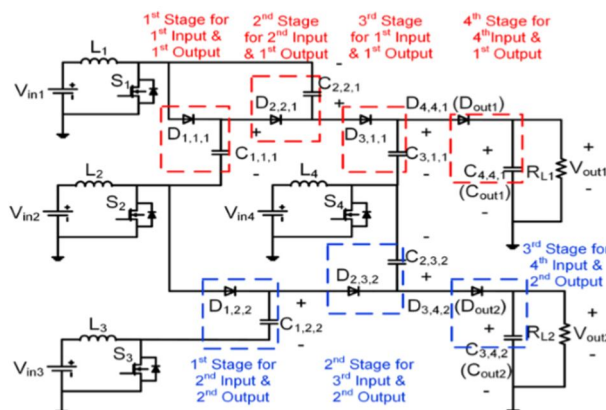 1st Stage for
1st Input &
1st Output
2nd Stage
for 2nd Input
& 1st Output
3rd Stage
for 1st Input
& 1st Output
4th Stage for
4th Input &
1st Output
L1
S1
Vin1
D1,1,1
C1,1,1
+
-
D2,2,1
C2,2,1
-
+
D3,1,1
C3,1,1
+
-
D4,4,1 (Dout1)
+
C4,4,1
(Cout1)
-
RL1
+
Vout1
-
L2
S2
Vin2
L4
S4
Vin4
D1,2,2
C1,2,2
+
-
D2,3,2
C2,3,2
-
+
D3,4,2 (Dout2)
+
C3,4,2
(Cout2)
-
RL2
+
Vout2
-
3rd Stage for
4th Input &
2nd Output
L3
S3
Vin3
1st Stage for
2nd Input &
2nd Output
2nd Stage for
3rd Input &
2nd Output